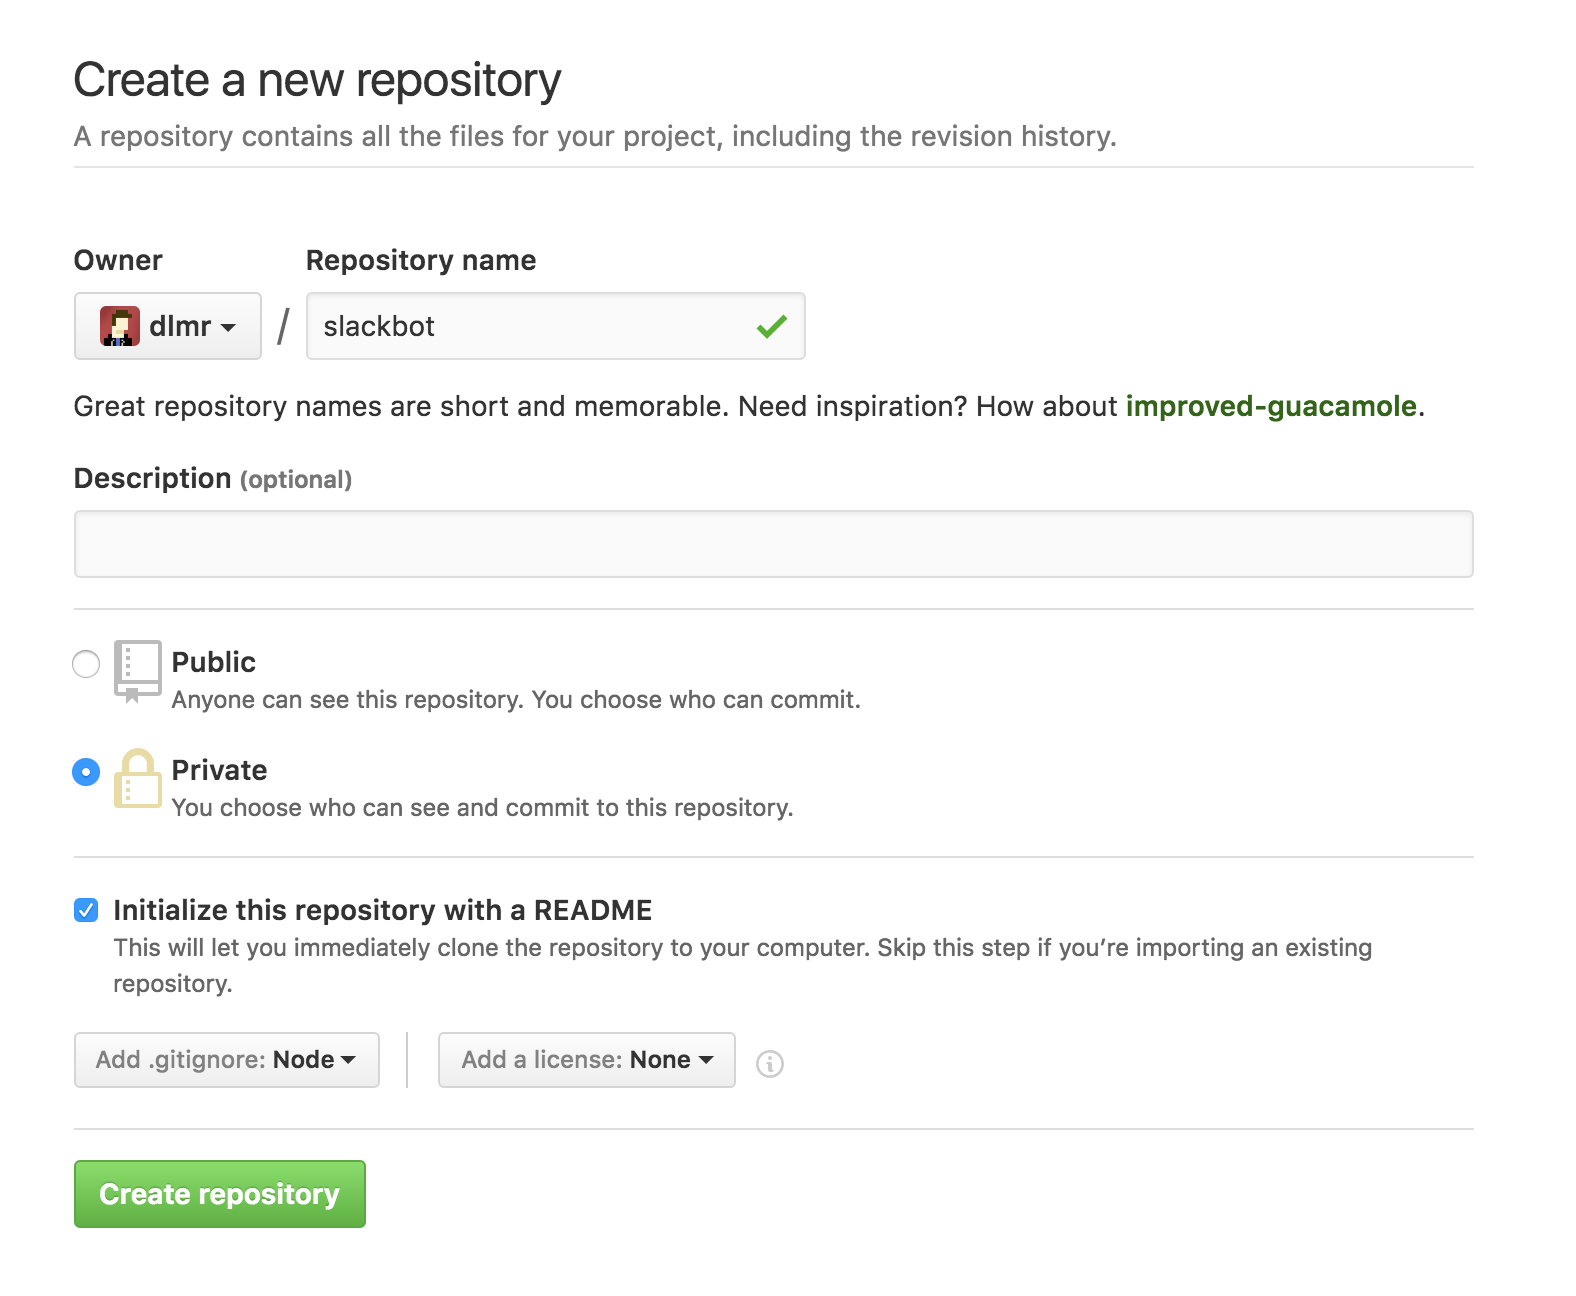 Create a new repository
A repository contains all the files for your project, including the revision history.
Owner
Repository name
dlmr / slackbot
Great repository names are short and memorable. Need inspiration? How about improved-guacamole.
Description (optional)
Public
Anyone can see this repository. You choose who can commit.
Private
You choose who can see and commit to this repository.
Initialize this repository with a README
This will let you immediately clone the repository to your computer. Skip this step if you’re importing an existing
repository.
Add .gitignore: Node
Add a license: None
Create repository